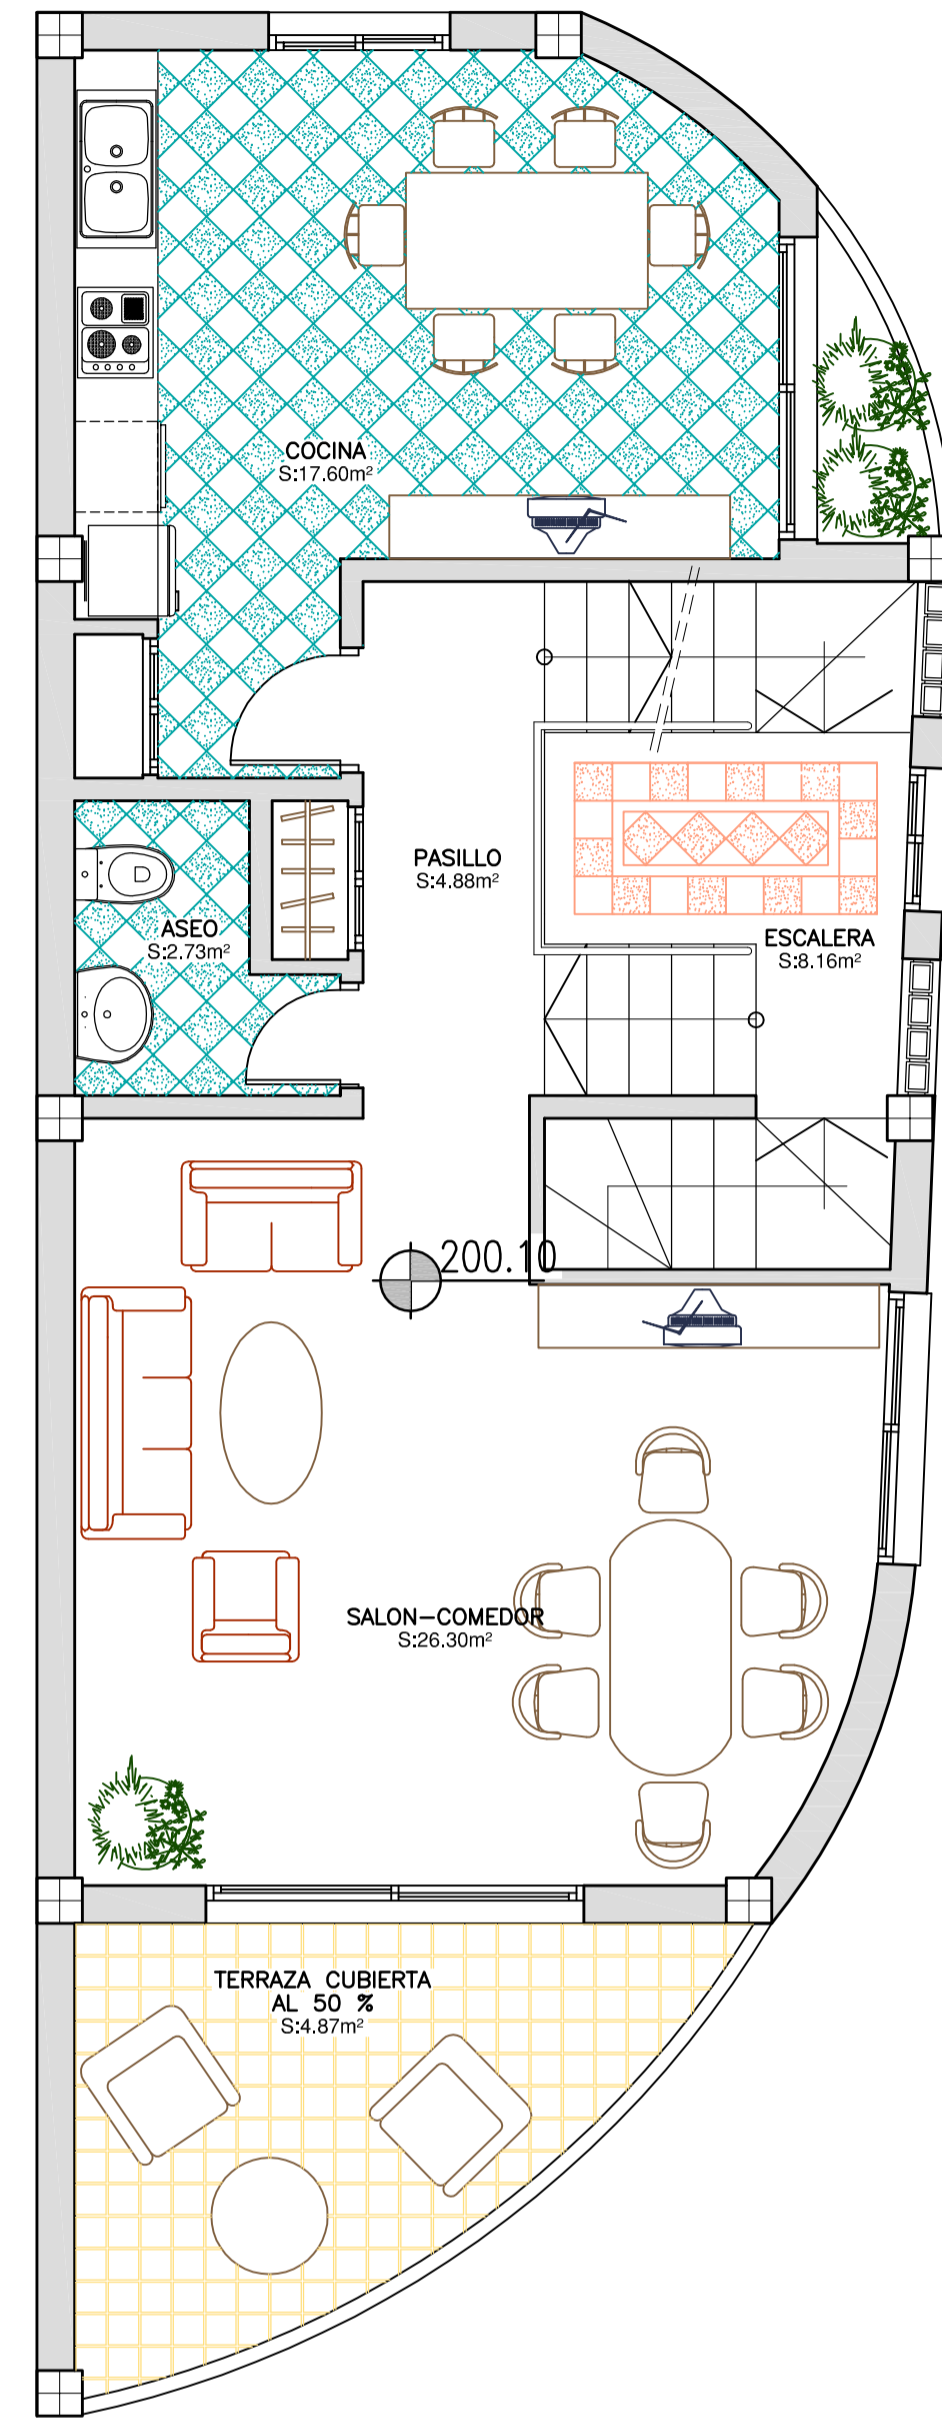 COCINA
S:17.60m²
PASILLO
S:4.88m²
ASEO
S:2.73m²
ESCALERA
S:8.16m²
200.10
SALON-COMEDOR
S:26.30m²
TERRAZA CUBIERTA
AL 50 %
S:4.87m²